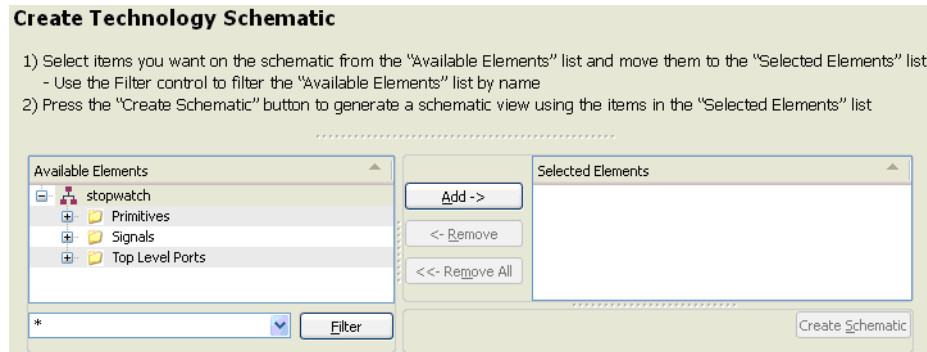 Create Technology Schematic
1) Select items you want on the schematic from the "Available Elements" list and move them to the "Selected Elements" list
- Use the Filter control to filter the "Available Elements" list by name
2) Press the "Create Schematic" button to generate a schematic view using the items in the "Selected Elements" list
Available Elements
Selected Elements
stopwatch
Primitives
Signals
Top Level Ports
Add ->
<- Remove
<<- Remove All
*
Filter
Create Schematic